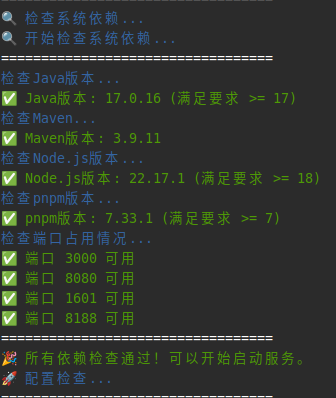 🔍 检查系统依赖...
🔍 开始检查系统依赖...
==================================
检查Java版本...
✅ Java版本: 17.0.16 (满足要求 >= 17)
检查Maven...
✅ Maven版本: 3.9.11
检查Node.js版本...
✅ Node.js版本: 22.17.1 (满足要求 >= 18)
检查pnpm版本...
✅ pnpm版本: 7.33.1 (满足要求 >= 7)
检查端口占用情况...
✅ 端口 3000 可用
✅ 端口 8080 可用
✅ 端口 1601 可用
✅ 端口 8188 可用
==================================
🎉 所有依赖检查通过! 可以开始启动服务。
🚀 配置检查...
==================================